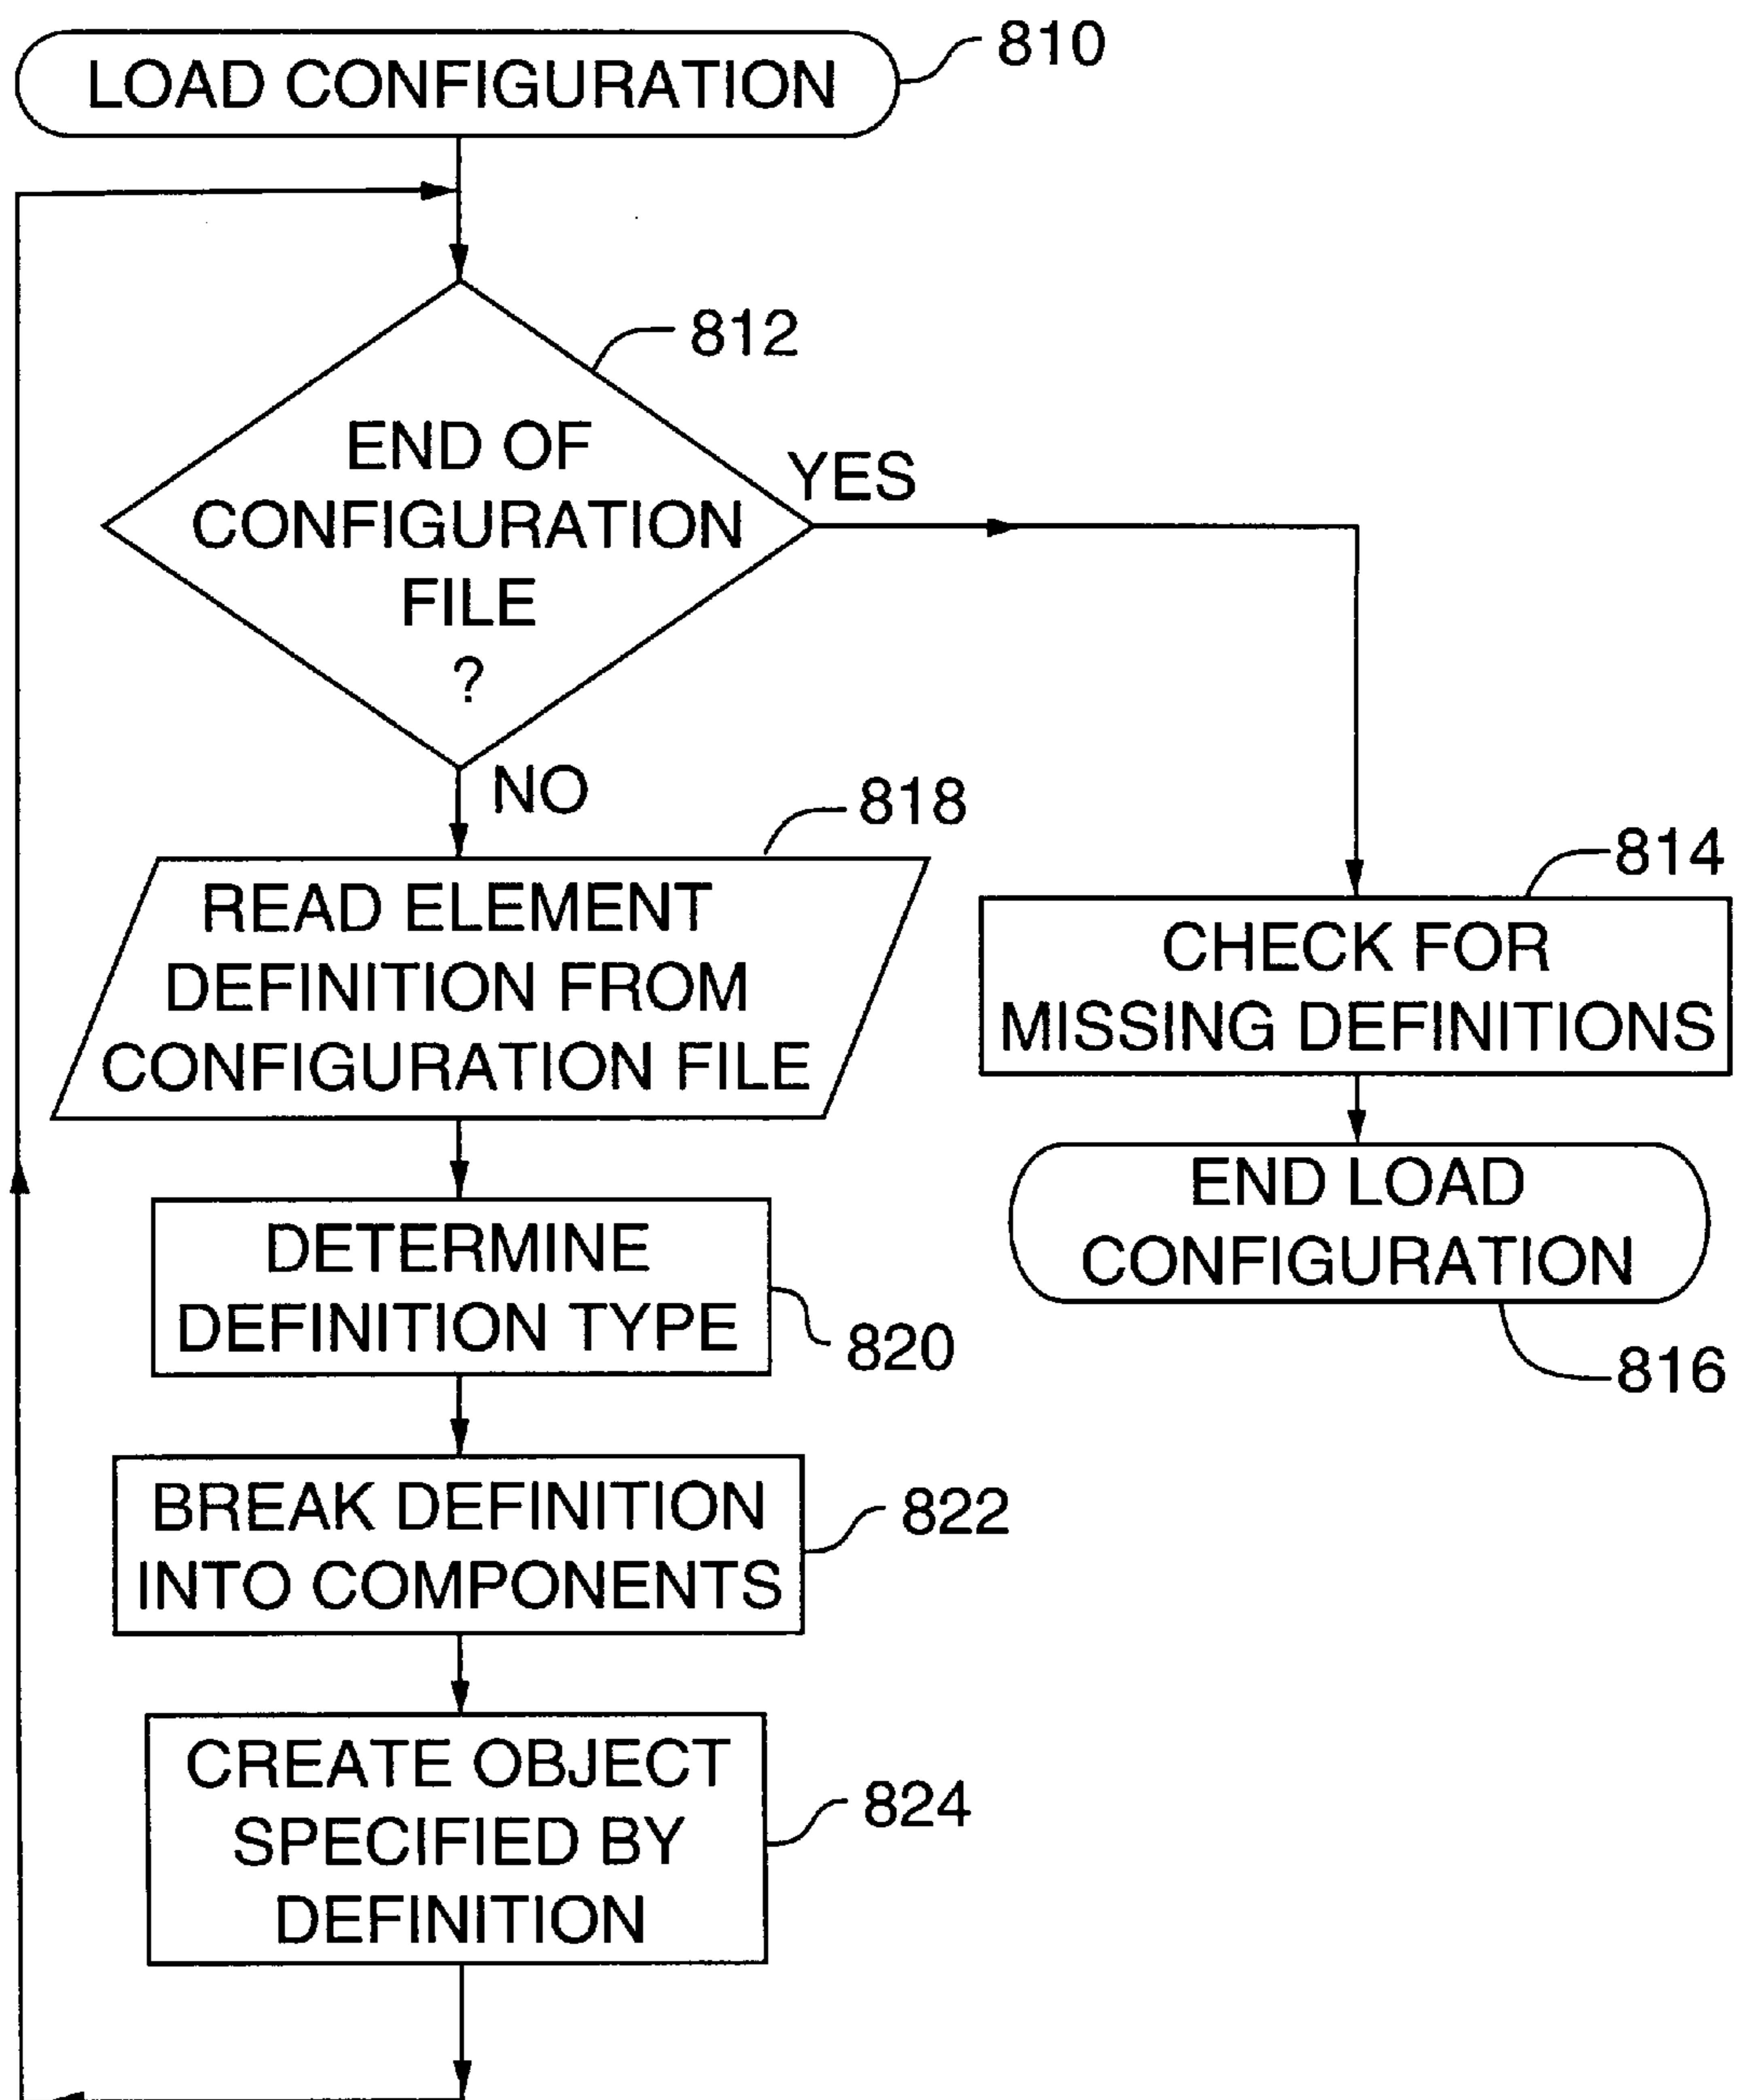 LOAD CONFIGURATION
810
812
END OF
CONFIGURATION
FILE
?
YES
NO
818
READ ELEMENT
DEFINITION FROM
CONFIGURATION FILE
814
CHECK FOR
MISSING DEFINITIONS
END LOAD
CONFIGURATION
816
DETERMINE
DEFINITION TYPE
820
BREAK DEFINITION
INTO COMPONENTS
822
CREATE OBJECT
SPECIFIED BY
DEFINITION
824